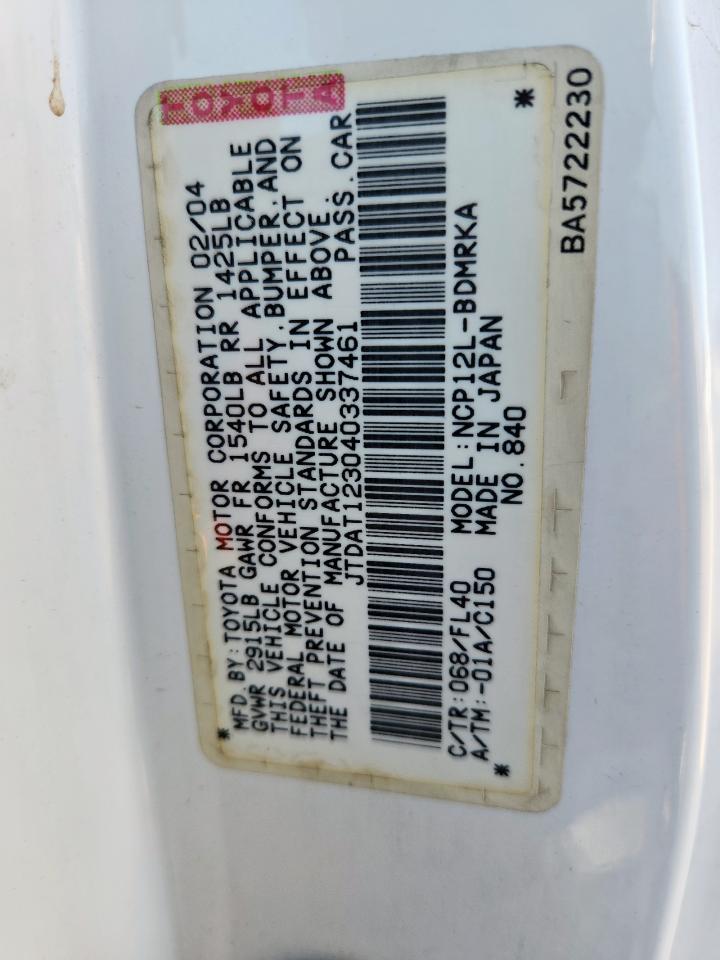 TOYOTA
MFD. BY: TOYOTA MOTOR CORPORATION 02/04
GVWR 2915LB GAWR FR 1540LB RR 1425LB
THIS VEHICLE CONFORMS TO ALL APPLICABLE
FEDERAL MOTOR VEHICLE SAFETY, BUMPER, AND
THEFT PREVENTION STANDARDS IN EFFECT ON
THE DATE OF MANUFACTURE SHOWN ABOVE.
JTDAT123040337461 PASS. CAR
C/TR: 068/FL40 MODEL: NCP12L-BDMRKA
A/TM: -01A/C150 MADE IN JAPAN
NO. 840
BA5722230